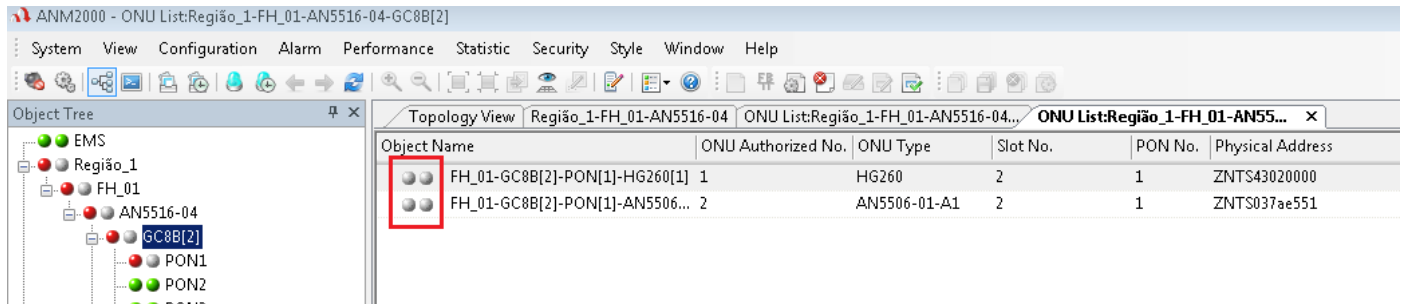 ANM2000 - ONU List:Região_1-FH_01-AN5516-04-GC8B[2]
System View Configuration Alarm Performance Statistic Security Style Window Help
Object Tree
Topology View Região_1-FH_01-AN5516-04 ONU List:Região_1-FH_01-AN5516-04... ONU List:Região_1-FH_01-AN55... ×
EMS
Região_1
FH_01
AN5516-04
GC8B[2]
PON1
PON2
Object Name ONU Authorized No. ONU Type Slot No. PON No. Physical Address
FH_01-GC8B[2]-PON[1]-HG260[1] 1 HG260 2 1 ZNTS43020000
FH_01-GC8B[2]-PON[1]-AN5506... 2 AN5506-01-A1 2 1 ZNTS037ae551